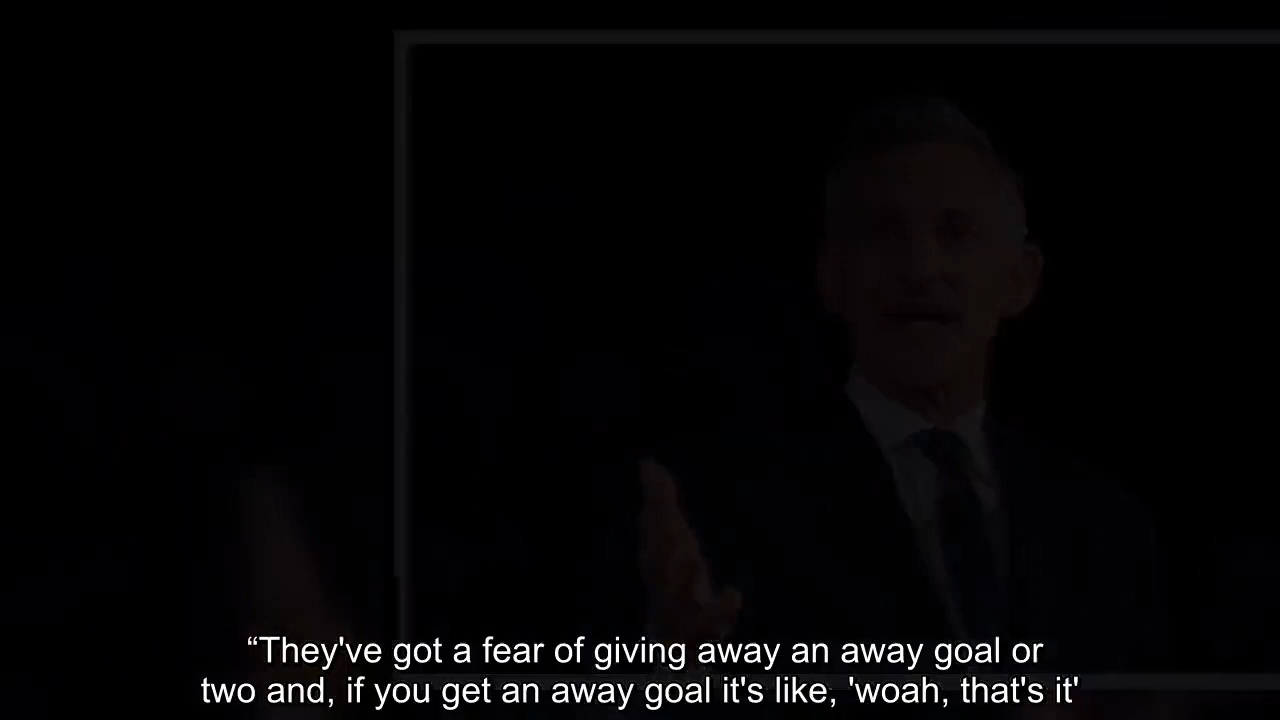 “They've got a fear of giving away an away goal or
two and, if you get an away goal it's like, 'woah, that's it'